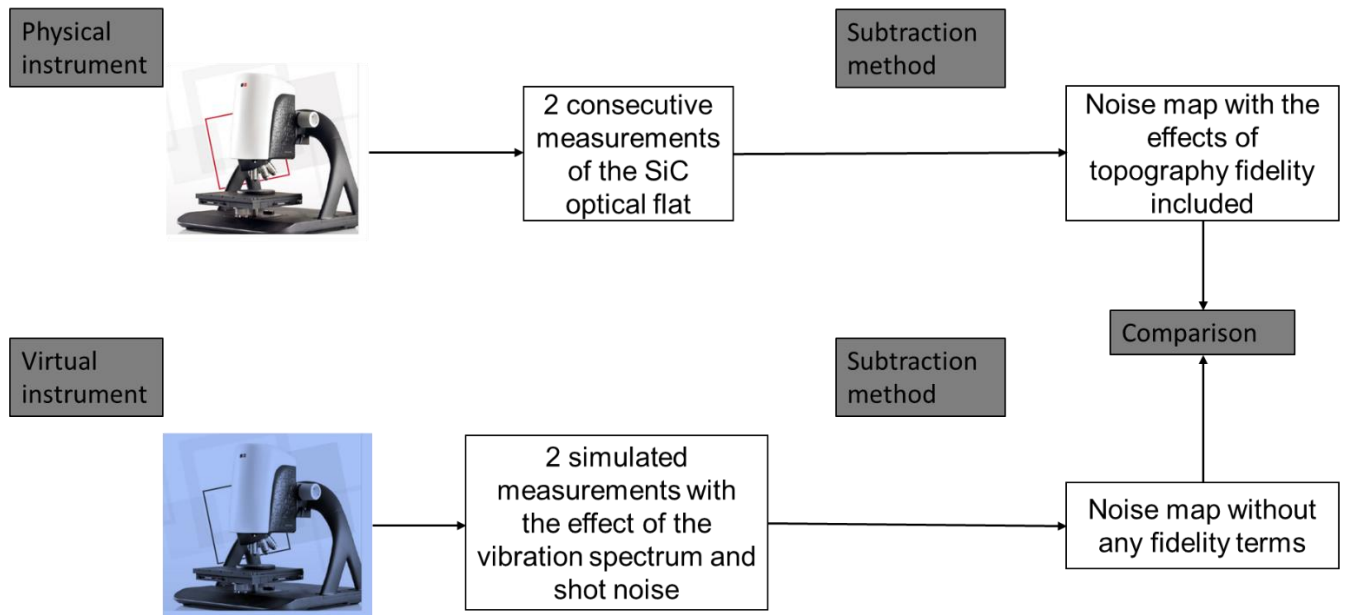 Physical
instrument
Subtraction
method
2 consecutive
measurements
of the SiC
optical flat
Noise map with the
effects of
topography fidelity
included
Comparison
Virtual
instrument
Subtraction
method
2 simulated
measurements with
the effect of the
vibration spectrum and
shot noise
Noise map without
any fidelity terms